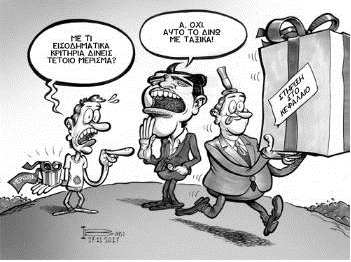 ΜΕ ΤΙ
ΕΙΣΟΔΗΜΑΤΙΚΑ
ΚΡΙΤΗΡΙΑ ΔΙΝΕΙΣ
ΤΕΤΟΙΟ ΜΕΡΙΣΜΑ?
Α, ΟΧΙ.
ΑΥΤΟ ΤΟ ΔΙΝΩ
ΜΕ ΤΑΞΙΚΑ!
ΣΤΗΡΙΞΗ
ΣΤΟ
ΚΕΦΑΛΑΙΟ